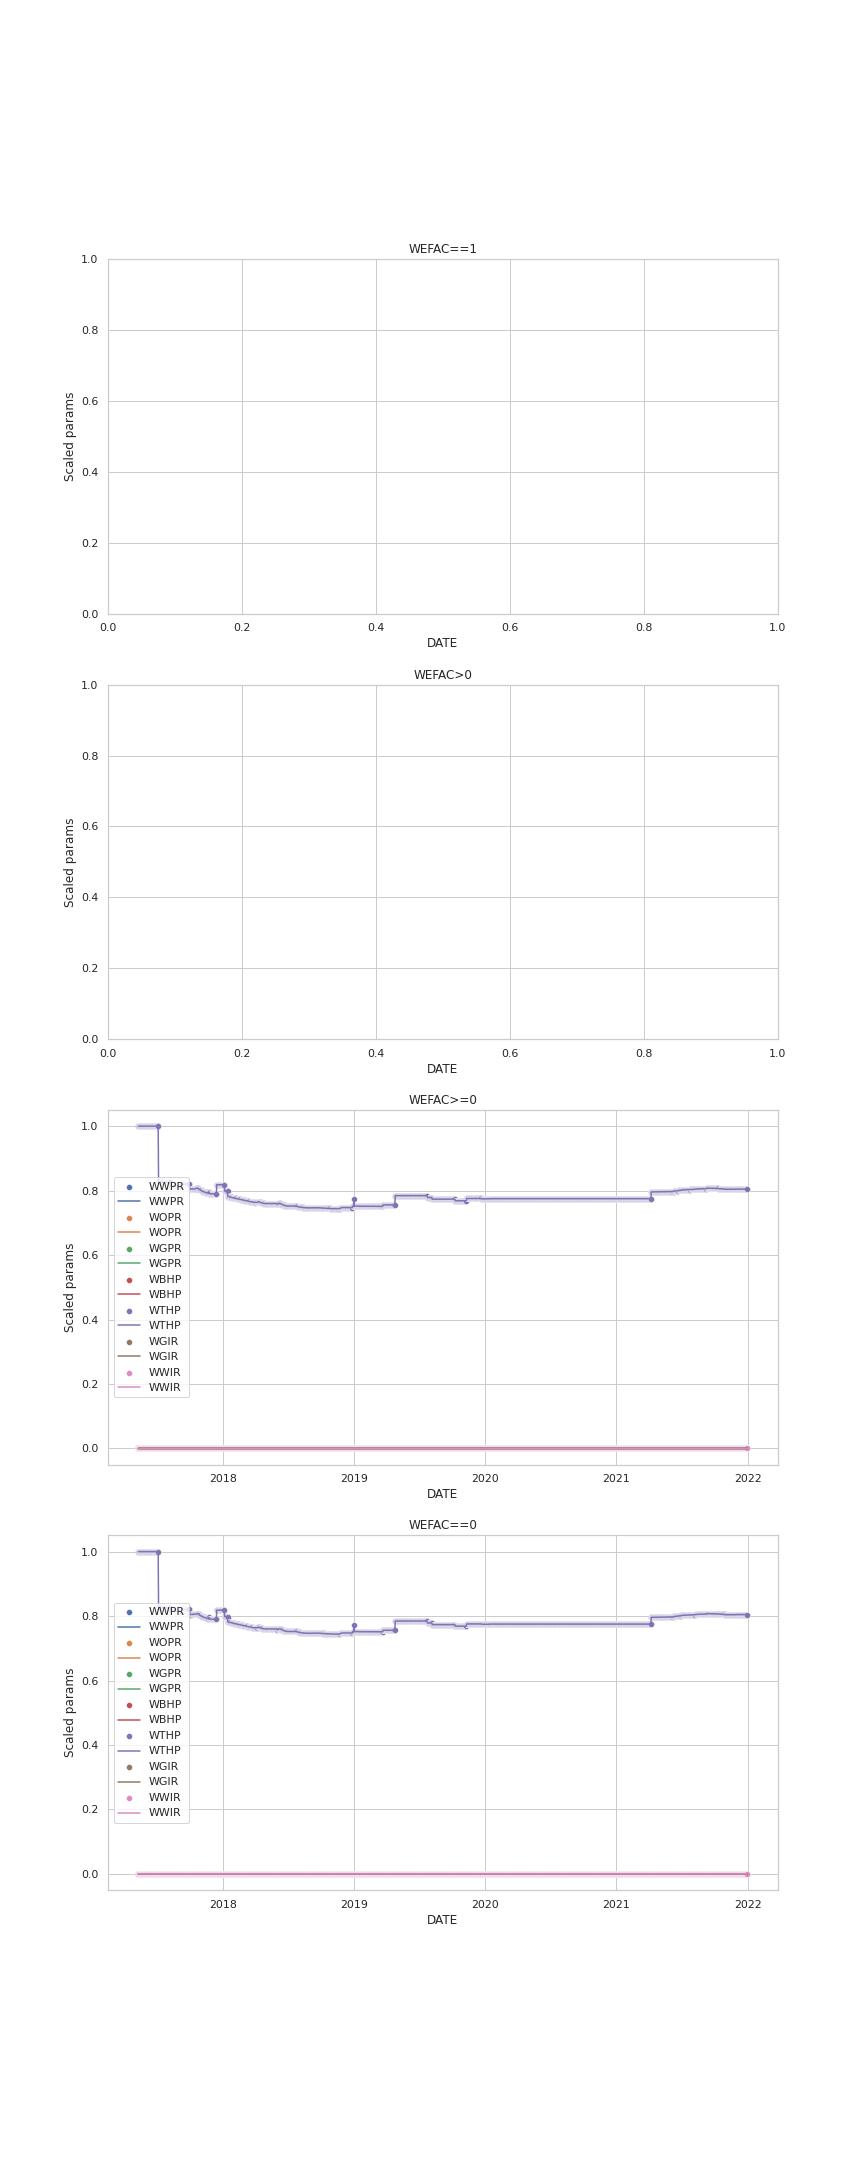 WEFAC==1
1.0
0.8
0.6
0.4
0.2
0.0
Scaled params
0.0 0.2 0.4 0.6 0.8 1.0
DATE
WEFAC>0
1.0
0.8
0.6
0.4
0.2
0.0
Scaled params
0.0 0.2 0.4 0.6 0.8 1.0
DATE
WEFAC>=0
1.0
0.8
0.6
0.4
0.2
0.0
Scaled params
WWPR
WWPR
WOPR
WOPR
WGPR
WGPR
WBHP
WBHP
WTHP
WTHP
WGIR
WGIR
WWIR
WWIR
2018 2019 2020 2021 2022
DATE
WEFAC==0
1.0
0.8
0.6
0.4
0.2
0.0
Scaled params
WWPR
WWPR
WOPR
WOPR
WGPR
WGPR
WBHP
WBHP
WTHP
WTHP
WGIR
WGIR
WWIR
WWIR
2018 2019 2020 2021 2022
DATE